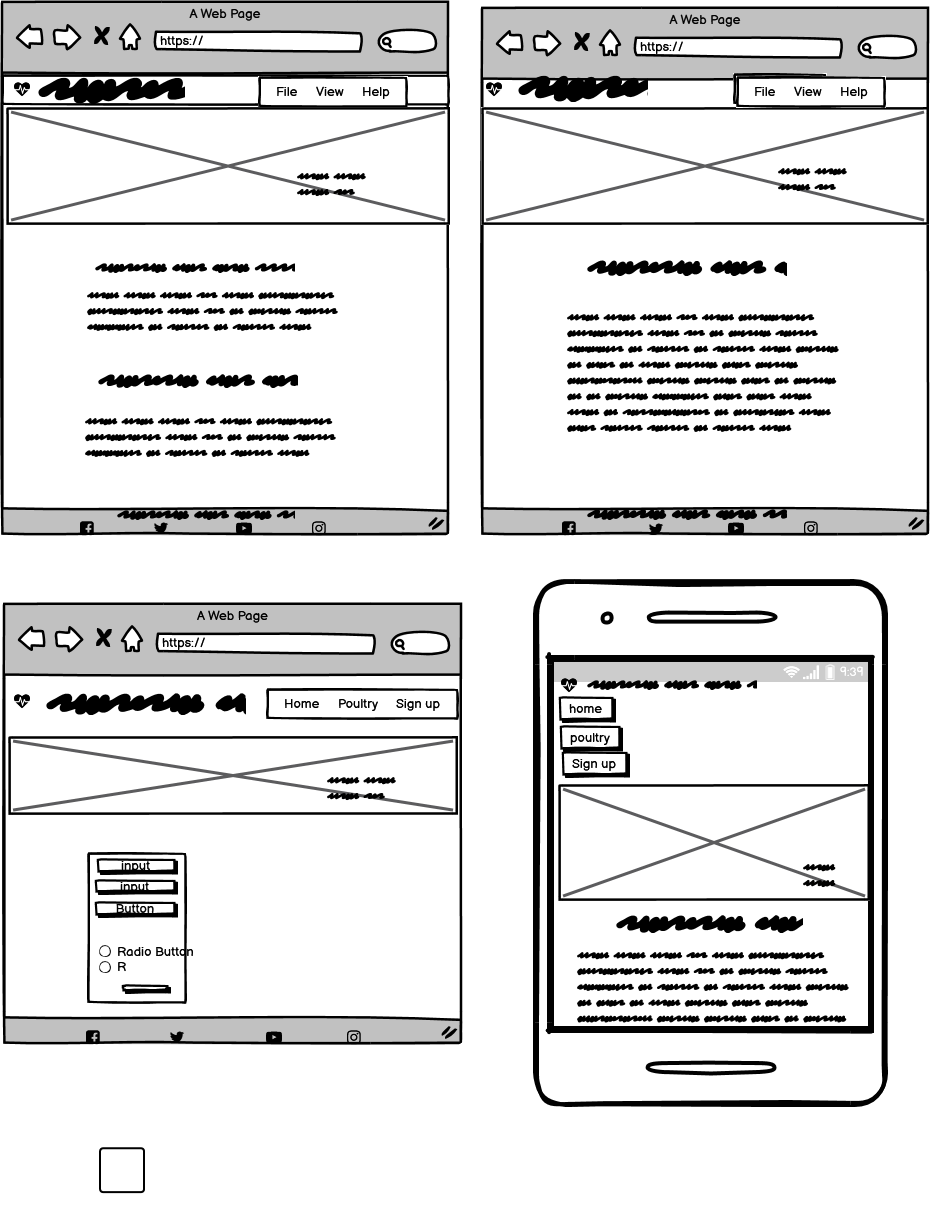 A Web Page
https://
File View Help
A Web Page
https://
File View Help
A Web Page
https://
Home Poultry Sign up
input
input
Button
Radio Button
R
9:39
home
poultry
Sign up